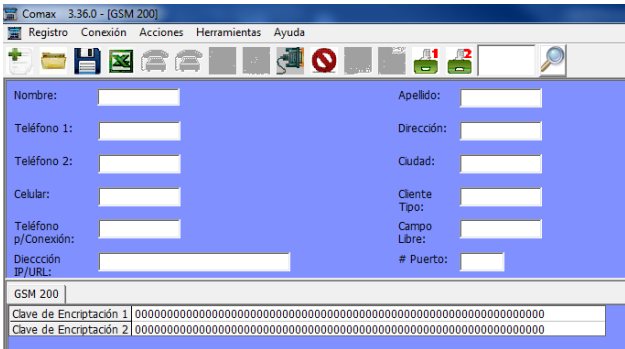 Comax 3.36.0 - [GSM 200]
Registro Conexión Acciones Herramientas Ayuda
1 2
Nombre: Apellido:
Teléfono 1: Dirección:
Teléfono 2: Ciudad:
Celular: Cliente
Tipo:
Teléfono Campo
p/Conexión: Libre:
Dieccción # Puerto:
IP/URL:
GSM 200
Clave de Encriptación 1 0000000000000000000000000000000000000000000000000000000000000000
Clave de Encriptación 2 0000000000000000000000000000000000000000000000000000000000000000